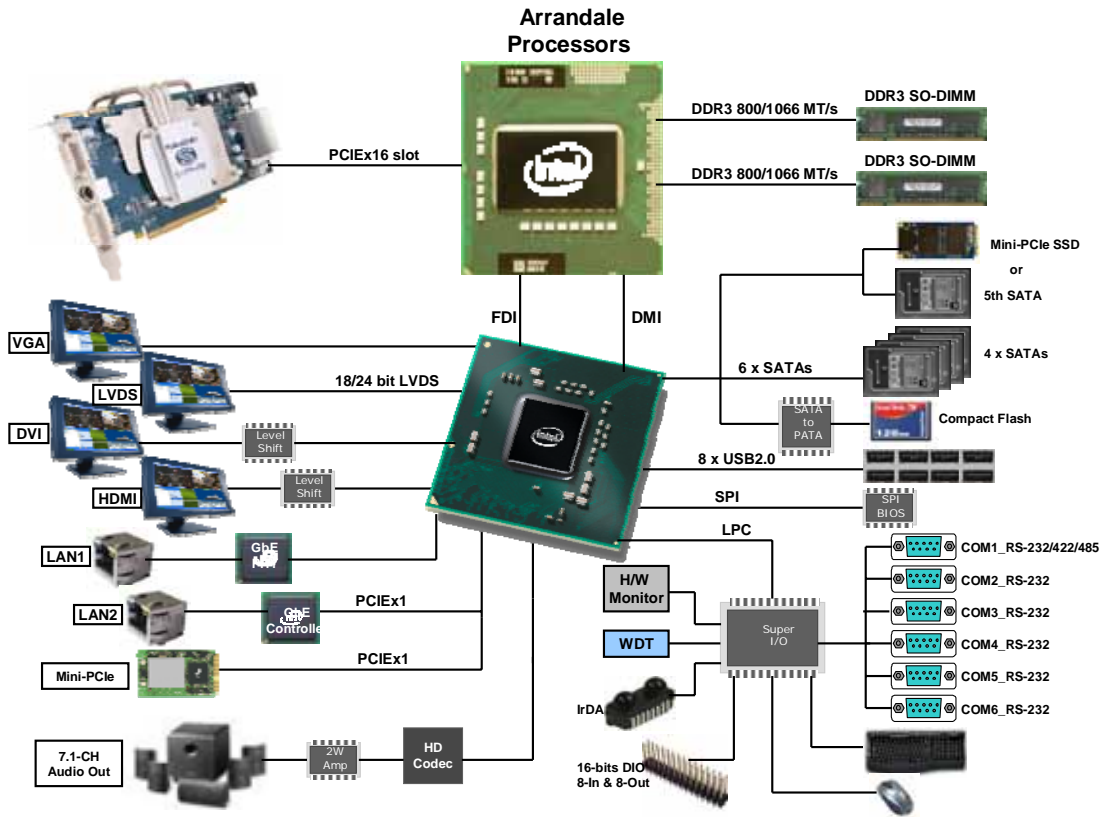 Arrandale
Processors
PCIEx16 slot
DDR3 800/1066 MT/s
DDR3 SO-DIMM
DDR3 800/1066 MT/s
DDR3 SO-DIMM
intel
Mini-PCIe SSD
or
5th SATA
FDI
DMI
VGA
6 x SATAs
4 x SATAs
LVDS
18/24 bit LVDS
SATA
to
PATA
Compact Flash
DVI
Level
Shift
intel
8 x USB2.0
HDMI
Level
Shift
SPI
SPI
BIOS
LPC
LAN1
GbE
COM1_RS-232/422/485
H/W
Monitor
COM2_RS-232
LAN2
GbE
Controlle
PCIEx1
COM3_RS-232
WDT
Super
I/O
COM4_RS-232
Mini-PCIe
PCIEx1
COM5_RS-232
IrDA
COM6_RS-232
7.1-CH
Audio Out
2W
Amp
HD
Codec
16-bits DIO
8-In & 8-Out